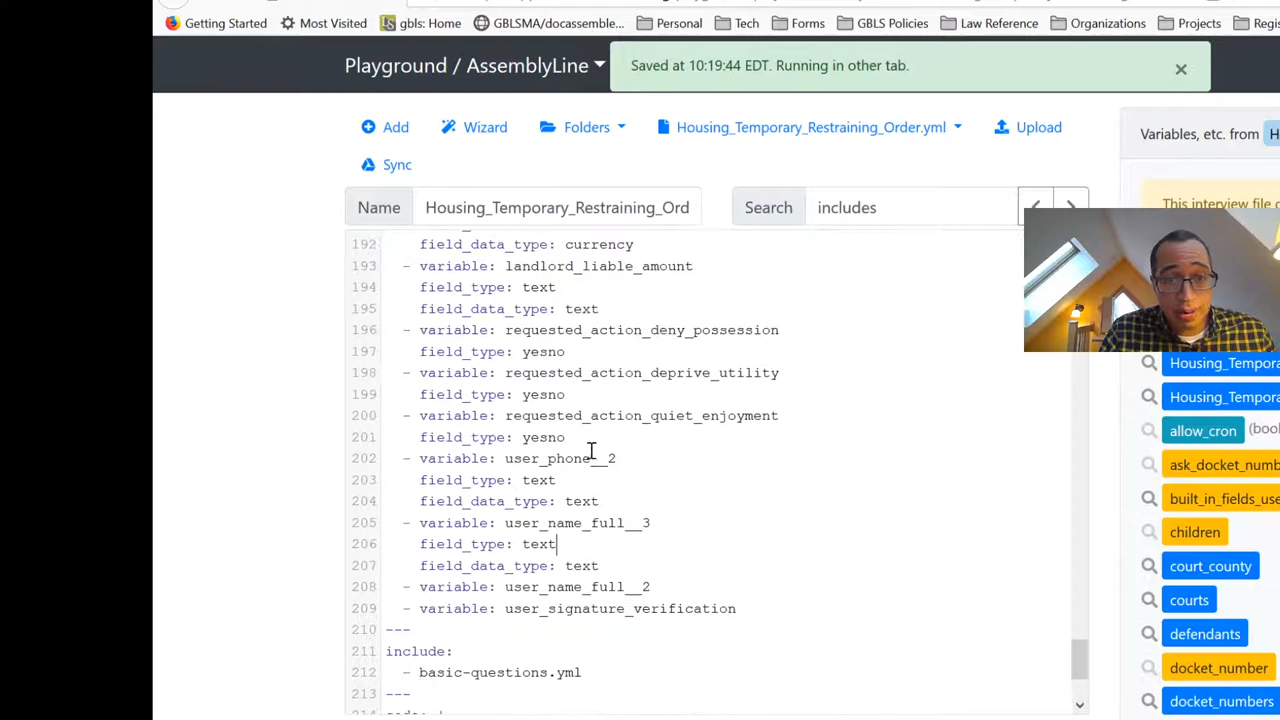 Getting Started Most Visited gbls: Home GBLSMA/docassemble... Personal Tech Forms GBLS Policies Law Reference Organizations Projects Regis
Playground / AssemblyLine
Saved at 10:19:44 EDT. Running in other tab. ×
Add Wizard Folders Housing_Temporary_Restraining_Order.yml Upload
Sync
Variables, etc. from H
Name Housing_Temporary_Restraining_Ord Search includes
This interview file c
192 field_data_type: currency
193 - variable: landlord_liable_amount
194 field_type: text
195 field_data_type: text
196 - variable: requested_action_deny_possession
197 field_type: yesno
198 - variable: requested_action_deprive_utility
199 field_type: yesno
200 - variable: requested_action_quiet_enjoyment
201 field_type: yesno
202 - variable: user_phone__2
203 field_type: text
204 field_data_type: text
205 - variable: user_name_full__3
206 field_type: text
207 field_data_type: text
208 - variable: user_name_full__2
209 - variable: user_signature_verification
210 ---
211 include:
212 - basic-questions.yml
213 ---
Housing_Tempora
Housing_Tempora
allow_cron (bool
ask_docket_numbe
built_in_fields_use
children
court_county
courts
defendants
docket_number
docket_numbers